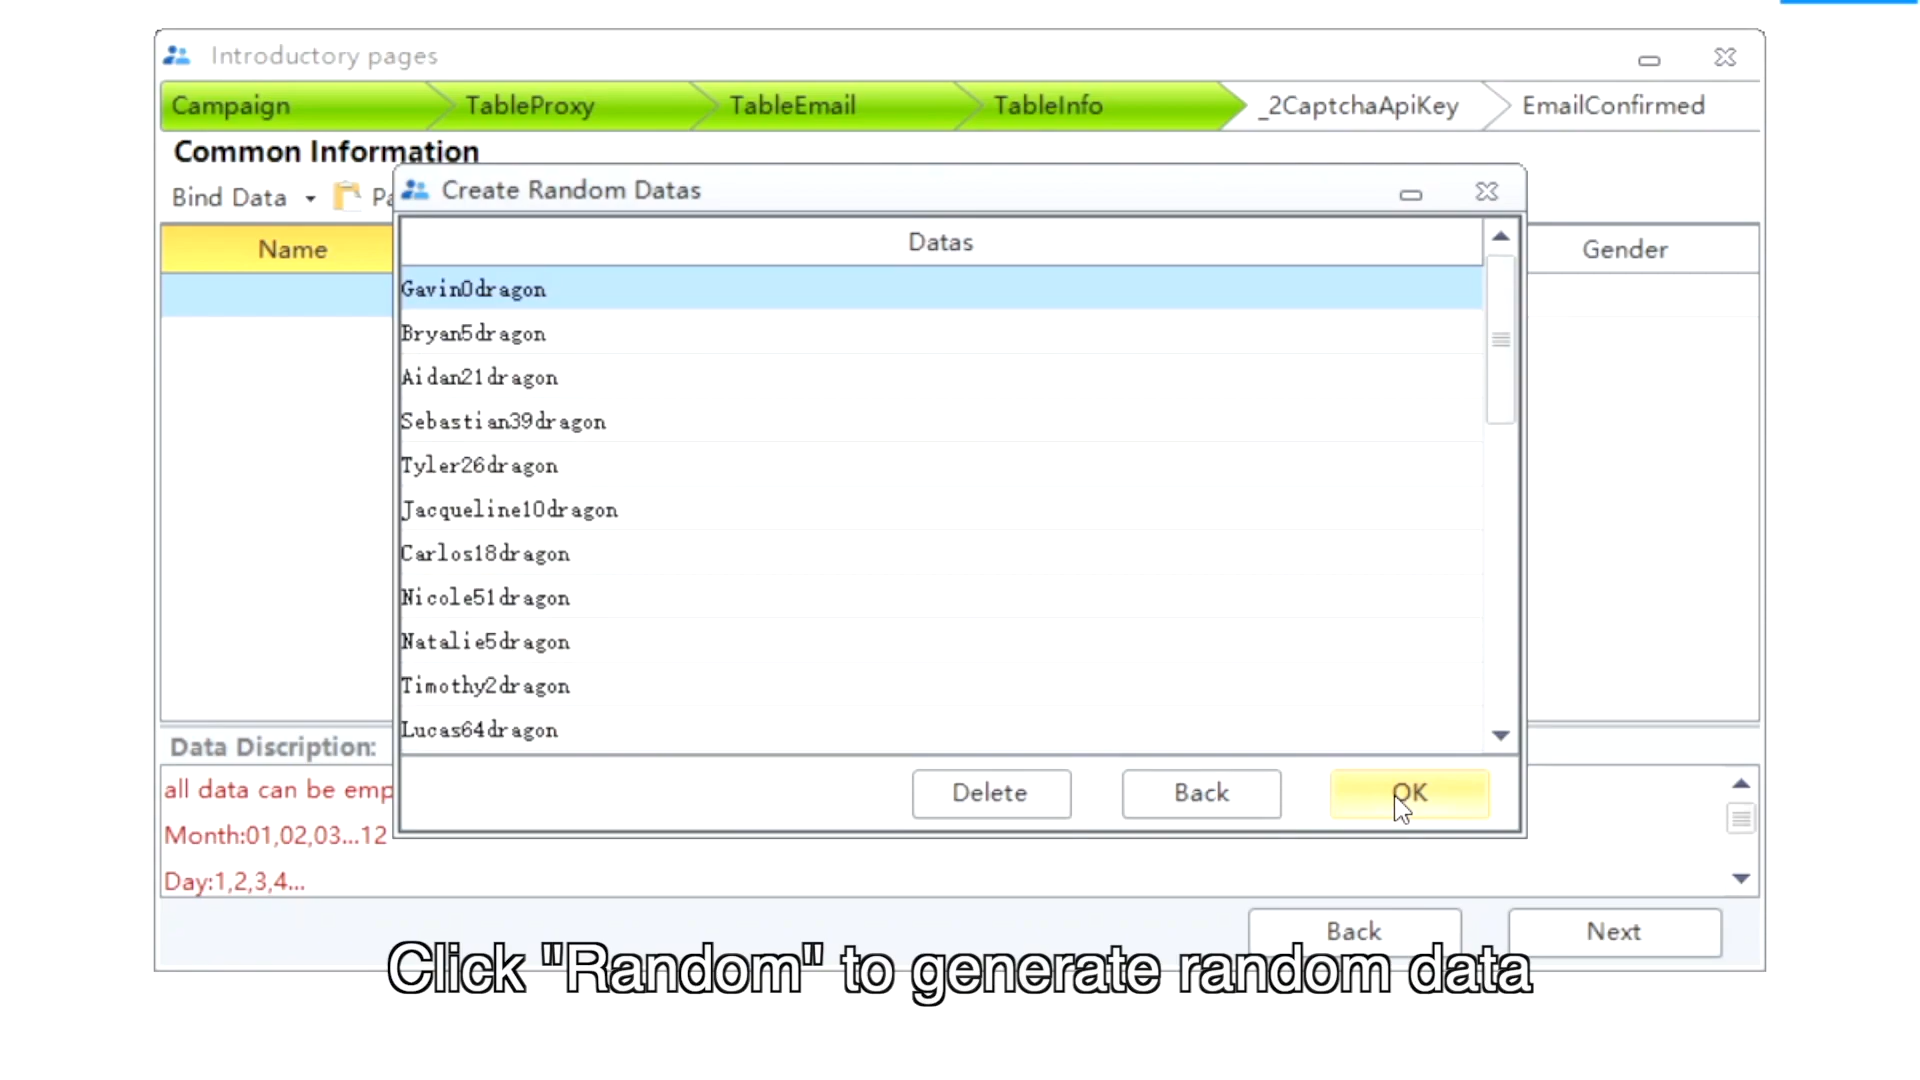 Introductory pages
Campaign TableProxy TableEmail TableInfo _2CaptchaApiKey EmailConfirmed
Common Information
Bind Data
Create Random Datas
Name
Gender
Datas
Gavin0dragon
Bryan5dragon
Aidan21dragon
Sebastian39dragon
Tyler26dragon
Jacqueline10dragon
Carlos18dragon
Nicole51dragon
Natalie5dragon
Timothy2dragon
Lucas64dragon
Delete Back OK
Data Discription:
all data can be emp
Month:01,02,03...12
Day:1,2,3,4...
Back Next
Click "Random" to generate random data